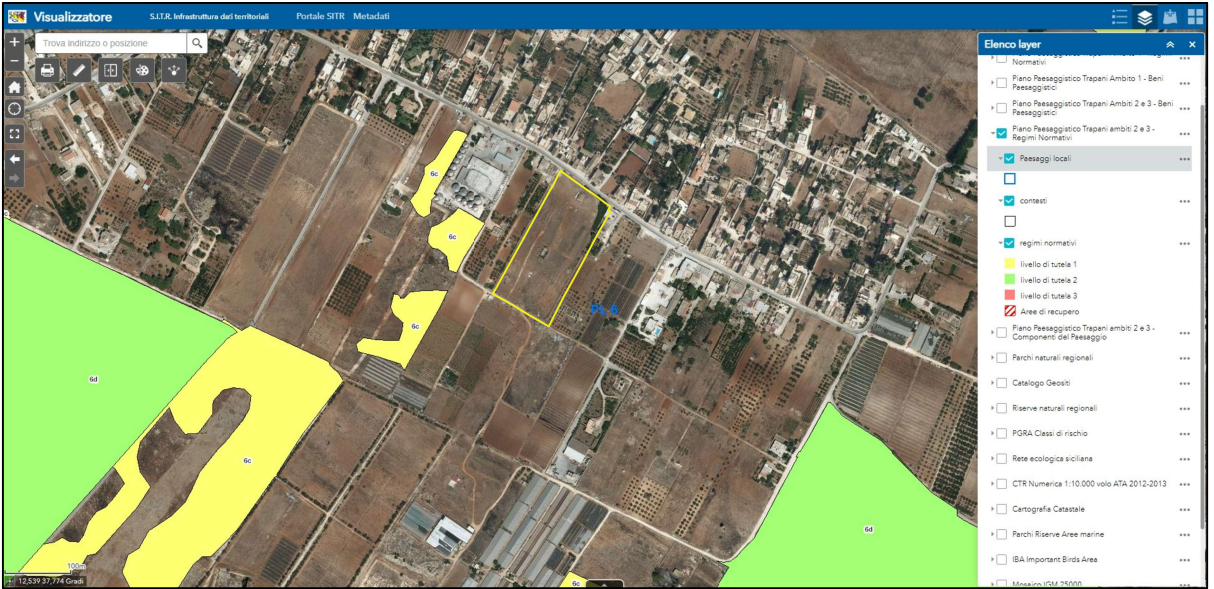 Visualizzatore S.I.T.R. Infrastruttura dati territoriali Portale SITR Metadati
Trova indirizzo o posizione
Elenco layer
Normativi
Piano Paesaggistico Trapani Ambito 1 - Beni
Paesaggistici
Piano Paesaggistico Trapani Ambiti 2 e 3 - Beni
Paesaggistici
Piano Paesaggistico Trapani ambiti 2 e 3 -
Regimi Normativi
Paesaggi locali
contesti
regimi normativi
livello di tutela 1
livello di tutela 2
livello di tutela 3
Aree di recupero
Piano Paesaggistico Trapani ambiti 2 e 3 -
Componenti del Paesaggio
Parchi naturali regionali
Catalogo Geositi
Riserve naturali regionali
PGRA Classi di rischio
Rete ecologica siciliana
CTR Numerica 1:10.000 volo ATA 2012-2013
Cartografia Catastale
Parchi Riserve Aree marine
IBA Important Birds Area
Mosaico IGM 25000
6c
6c
PL 6
6c
6d
6c
6d
6c
100m
12,539 37,774 Gradi